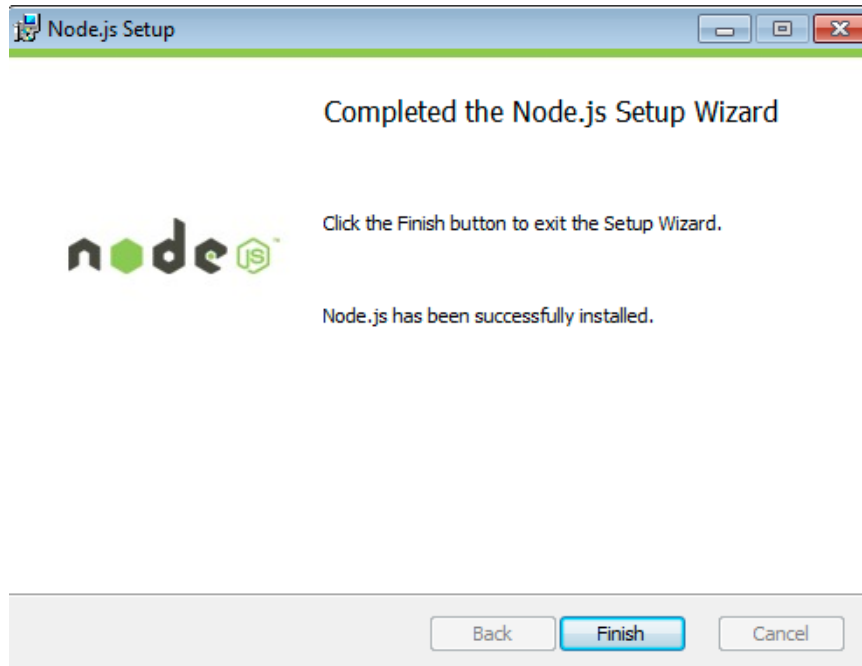 Node.js Setup
Completed the Node.js Setup Wizard
Click the Finish button to exit the Setup Wizard.
node JS™
Node.js has been successfully installed.
Back Finish Cancel